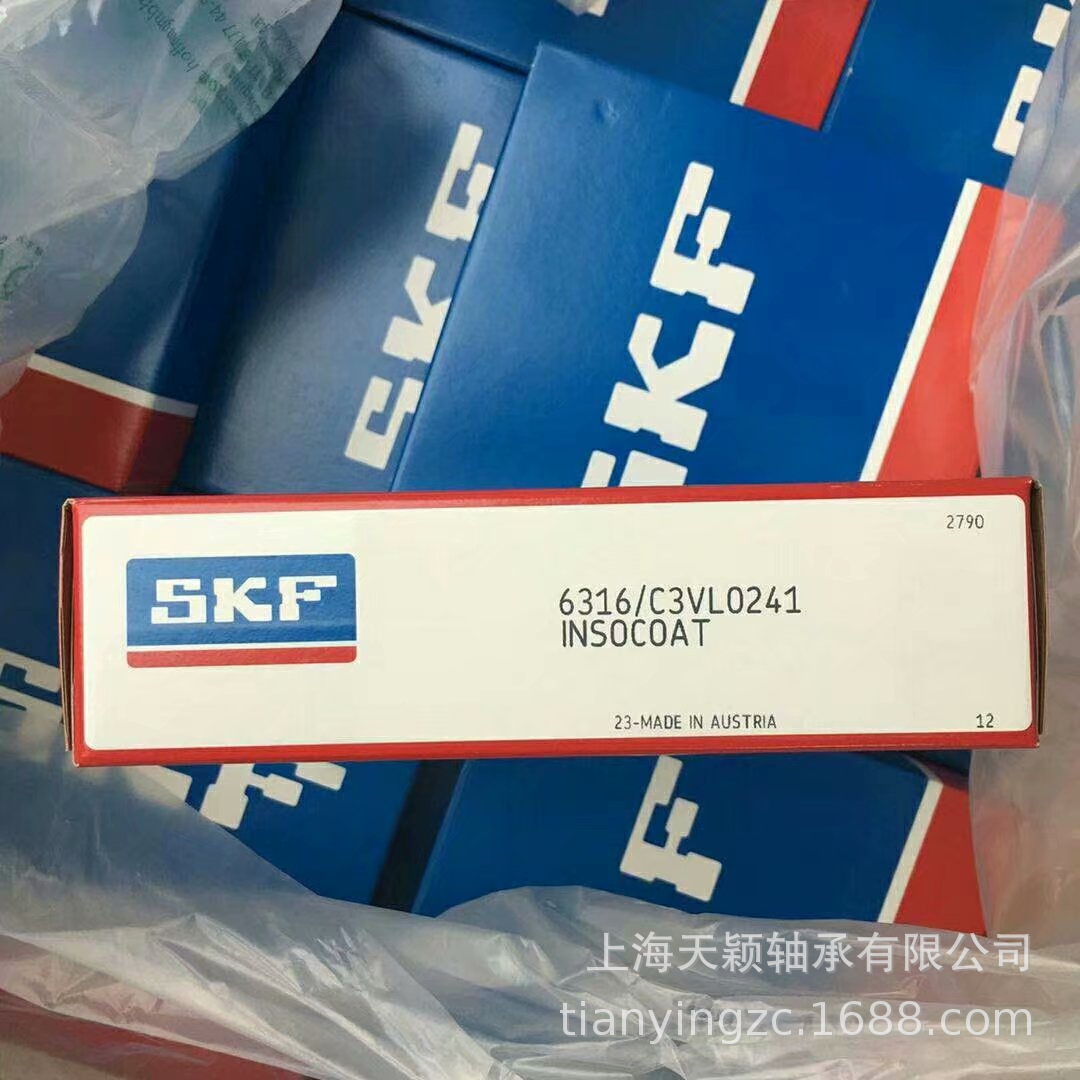 SKF
SKF
SKF
2790
6316/C3VL0241
INSOCOAT
23-MADE IN AUSTRIA
12
上海天颖轴承有限公司
tianyingzc.1688.com